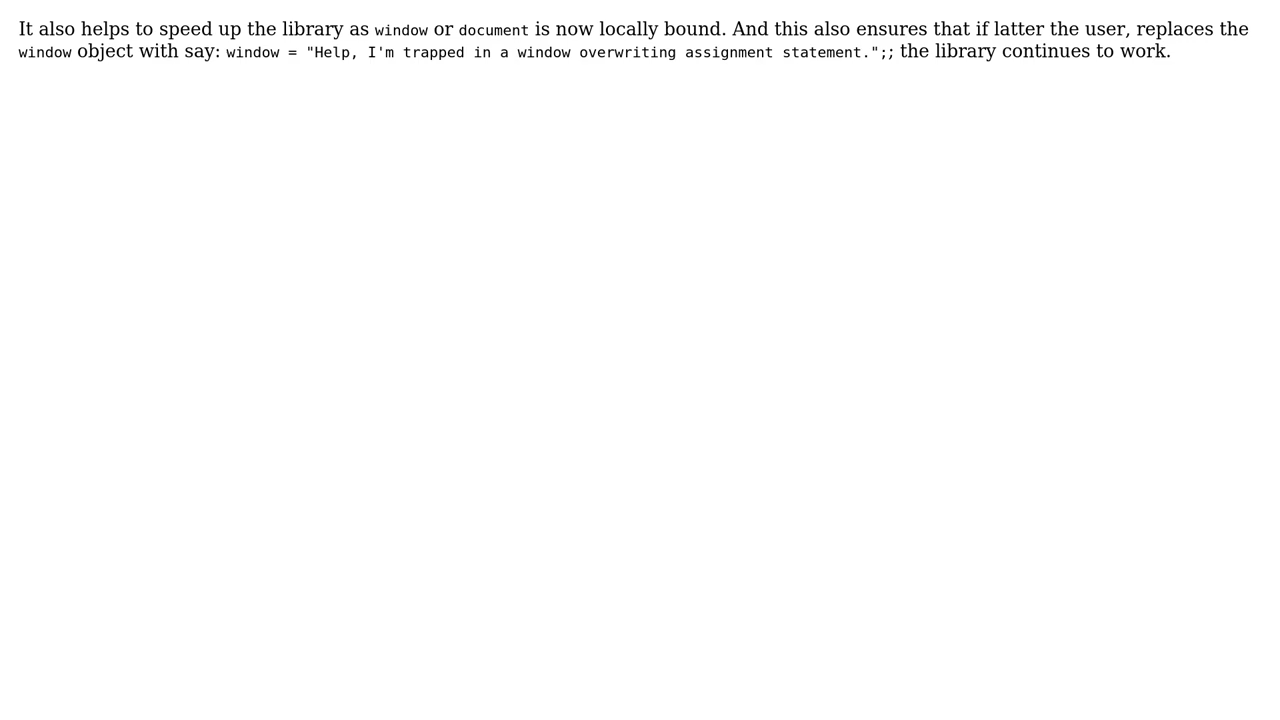 It also helps to speed up the library as window or document is now locally bound. And this also ensures that if latter the user, replaces the
window object with say: window = "Help, I'm trapped in a window overwriting assignment statement.";; the library continues to work.